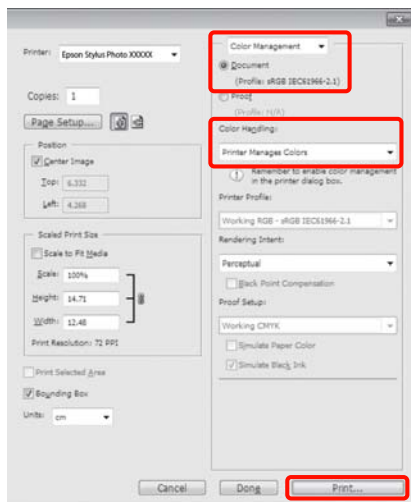 Printer: Epson Stylus Photo XXXXX
Copies: 1
Page Setup...
Position
Center Image
Top: 6.332
Left: 4.268
Scaled Print Size
Scale to Fit Media
Scale: 100%
Height: 14.71
Width: 12.48
Print Resolution: 72 PPI
Print Selected Area
Bounding Box
Units: cm
Color Management
Document
(Profile: sRGB IEC61966-2.1)
Proof
(Profile: N/A)
Color Handling:
Printer Manages Colors
Remember to enable color management
in the printer dialog box.
Printer Profile:
Working RGB - sRGB IEC61966-2.1
Rendering Intent:
Perceptual
Black Point Compensation
Proof Setup:
Working CMYK
Simulate Paper Color
Simulate Black Ink
Cancel
Done
Print...